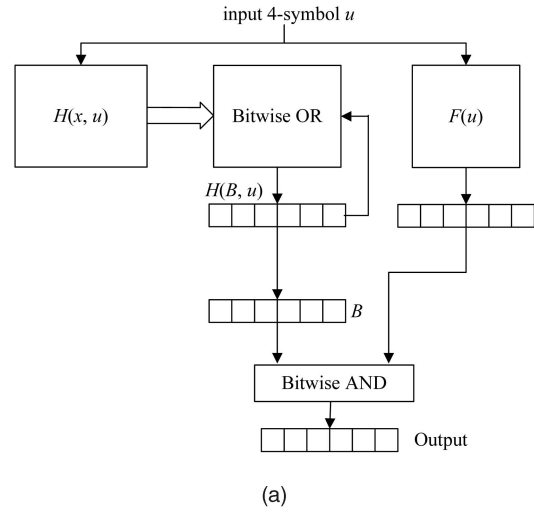 input 4-symbol u
H(x, u)
Bitwise OR
F(u)
H(B, u)
B
Bitwise AND
Output
(a)